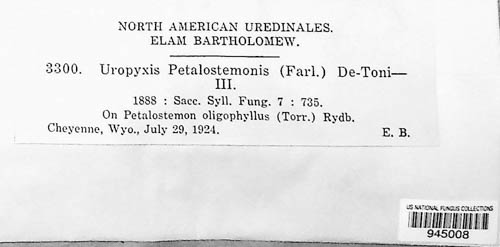 NORTH AMERICAN UREDINALES.
ELAM BARTHOLOMEW.
3300. Uropyxis Petalostemonis (Farl.) De-Toni—
III.
1888 : Sacc. Syll. Fung. 7 : 735.
On Petalostemon oligophyllus (Torr.) Rydb.
Cheyenne, Wyo., July 29, 1924. E. B.
US NATIONAL FUNGUS COLLECTIONS
945008